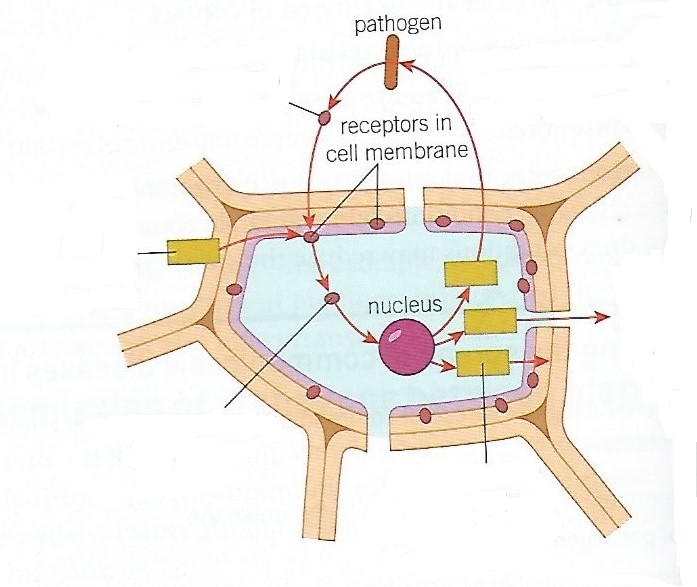 pathogen
receptors in
cell membrane
nucleus